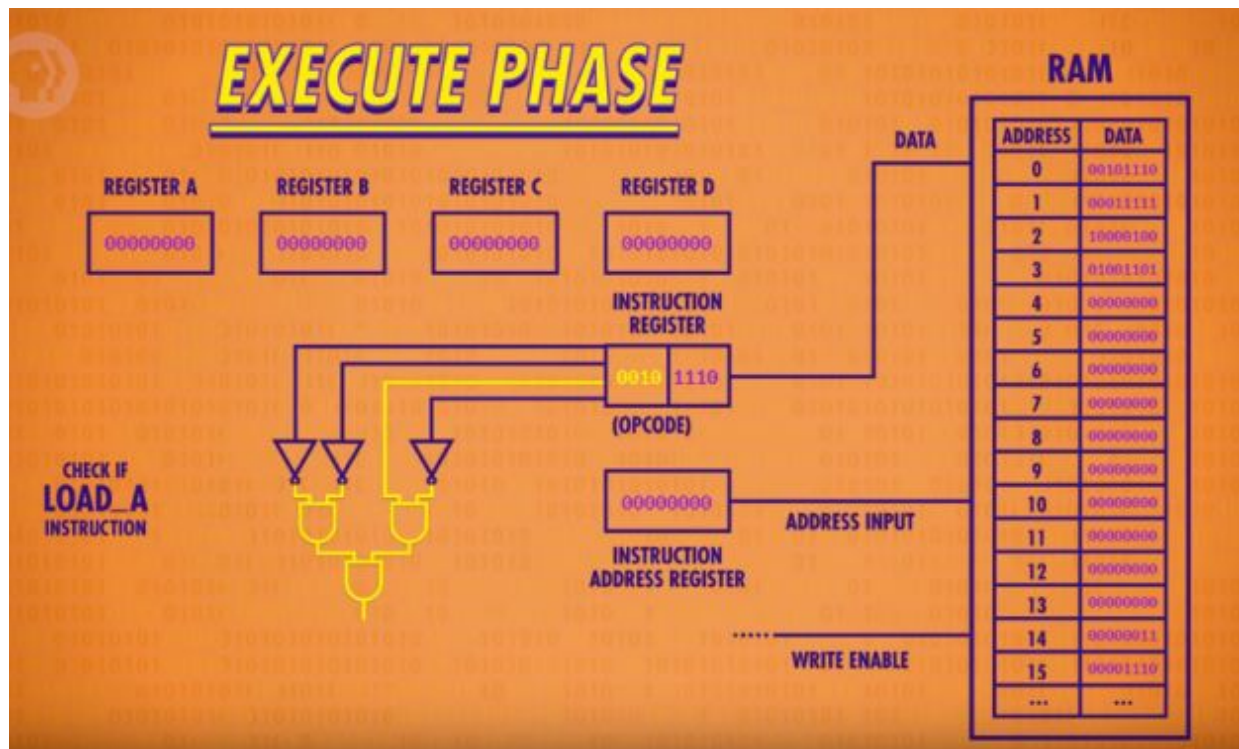 EXECUTE PHASE
RAM
DATA
ADDRESS DATA
0 00101110
1 00011111
2 10000100
3 01001101
4 00000000
5 00000000
6 00000000
7 00000000
8 00000000
9 00000000
10 00000000
11 00000000
12 00000000
13 00000000
14 00000011
15 00001110
... ...
REGISTER A REGISTER B REGISTER C REGISTER D
00000000 00000000 00000000 00000000
INSTRUCTION
REGISTER
0010 1110
(OPCODE)
CHECK IF
LOAD_A
INSTRUCTION
00000000
ADDRESS INPUT
INSTRUCTION
ADDRESS REGISTER
WRITE ENABLE